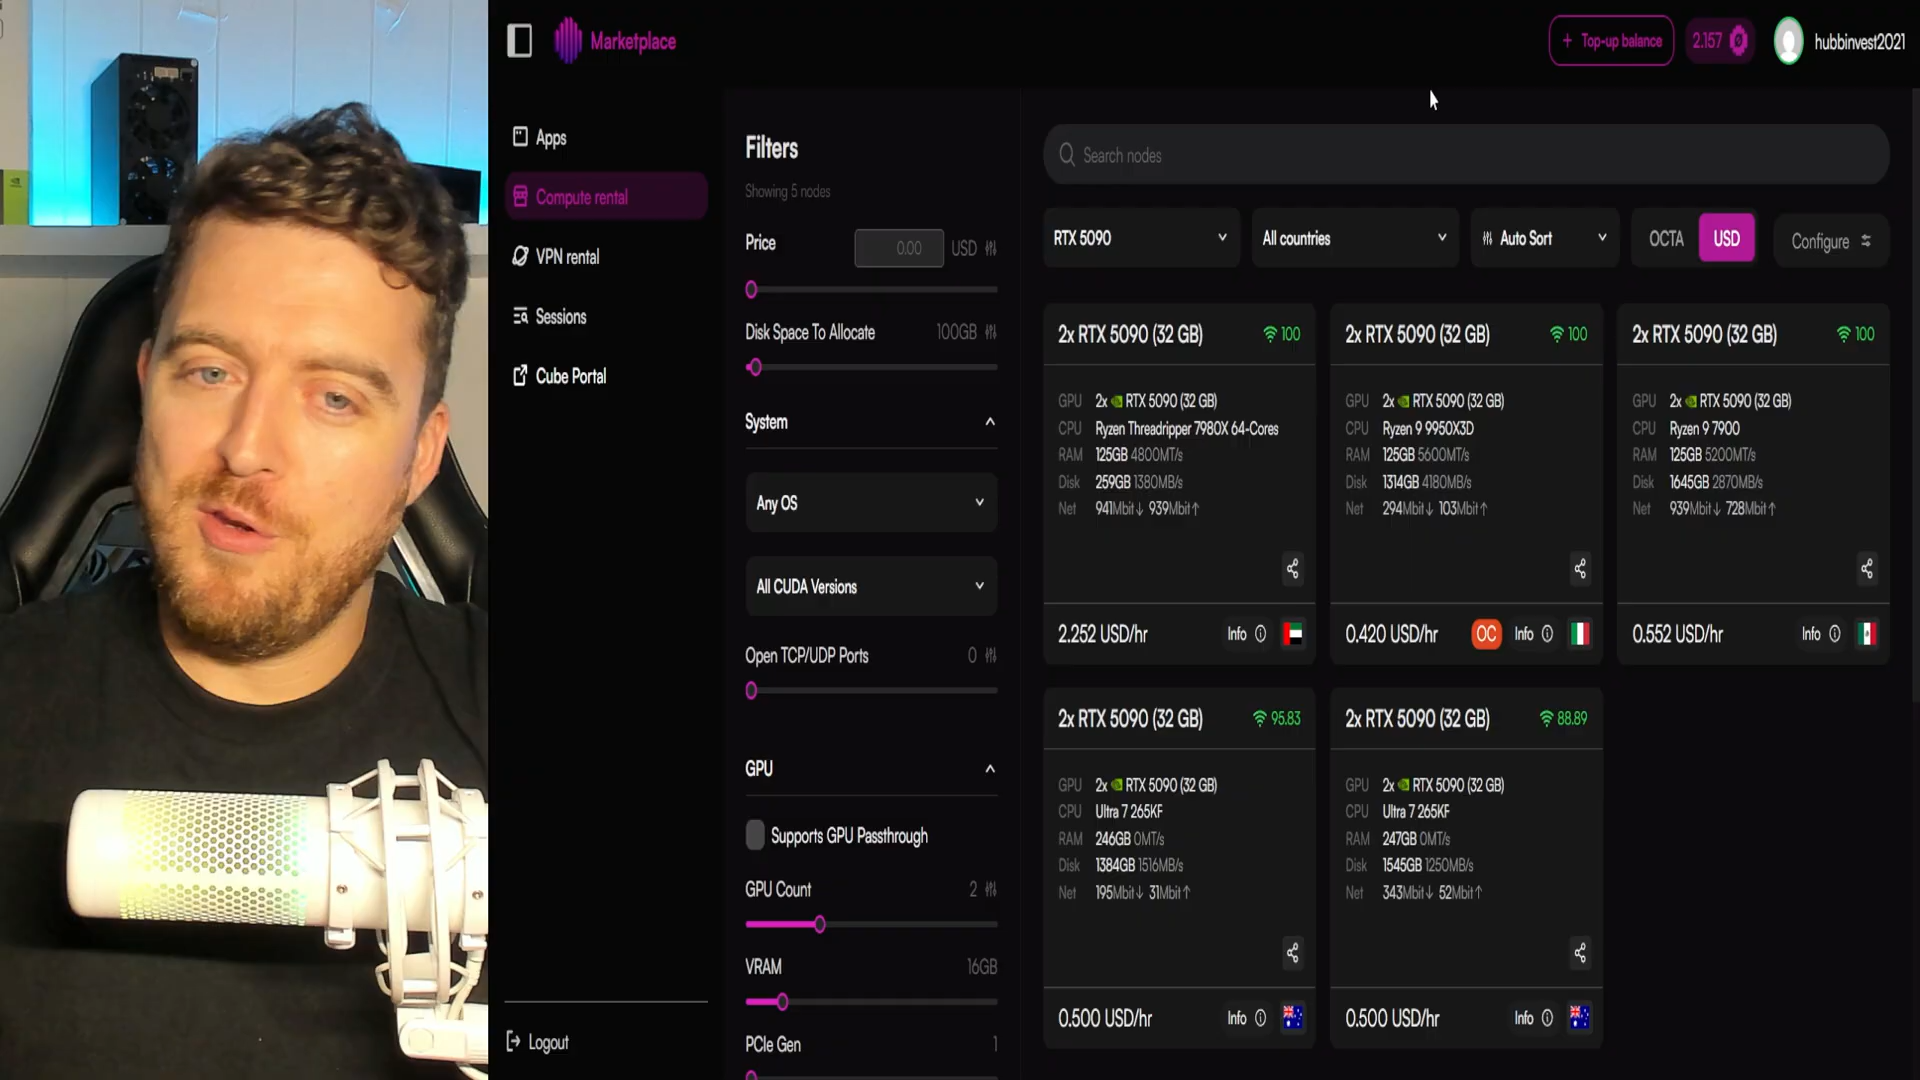 Marketplace
+ Top-up balance
2.157
hubbinvest2021
Apps
Compute rental
VPN rental
Sessions
Cube Portal
Logout
Filters
Showing 5 nodes
Price 0.00 USD
Disk Space To Allocate 100GB
System
Any OS
All CUDA Versions
Open TCP/UDP Ports 0
GPU
Supports GPU Passthrough
GPU Count 2
VRAM 16GB
PCIe Gen 1
Search nodes
RTX 5090
All countries
Auto Sort
OCTA USD
Configure
2x RTX 5090 (32 GB) 100
GPU 2x RTX 5090 (32 GB)
CPU Ryzen Threadripper 7980X 64-Cores
RAM 125GB 4800MT/s
Disk 259GB 1380MB/s
Net 941Mbit↓ 939Mbit↑
2.252 USD/hr Info
2x RTX 5090 (32 GB) 100
GPU 2x RTX 5090 (32 GB)
CPU Ryzen 9 9950X3D
RAM 125GB 5600MT/s
Disk 1314GB 4180MB/s
Net 294Mbit↓ 103Mbit↑
0.420 USD/hr OC Info
2x RTX 5090 (32 GB) 100
GPU 2x RTX 5090 (32 GB)
CPU Ryzen 9 7900
RAM 125GB 5200MT/s
Disk 1645GB 2870MB/s
Net 939Mbit↓ 728Mbit↑
0.552 USD/hr Info
2x RTX 5090 (32 GB) 95.83
GPU 2x RTX 5090 (32 GB)
CPU Ultra 7 265KF
RAM 246GB 0MT/s
Disk 1384GB 1516MB/s
Net 195Mbit↓ 31Mbit↑
0.500 USD/hr Info
2x RTX 5090 (32 GB) 88.89
GPU 2x RTX 5090 (32 GB)
CPU Ultra 7 265KF
RAM 247GB 0MT/s
Disk 1545GB 1250MB/s
Net 343Mbit↓ 52Mbit↑
0.500 USD/hr Info